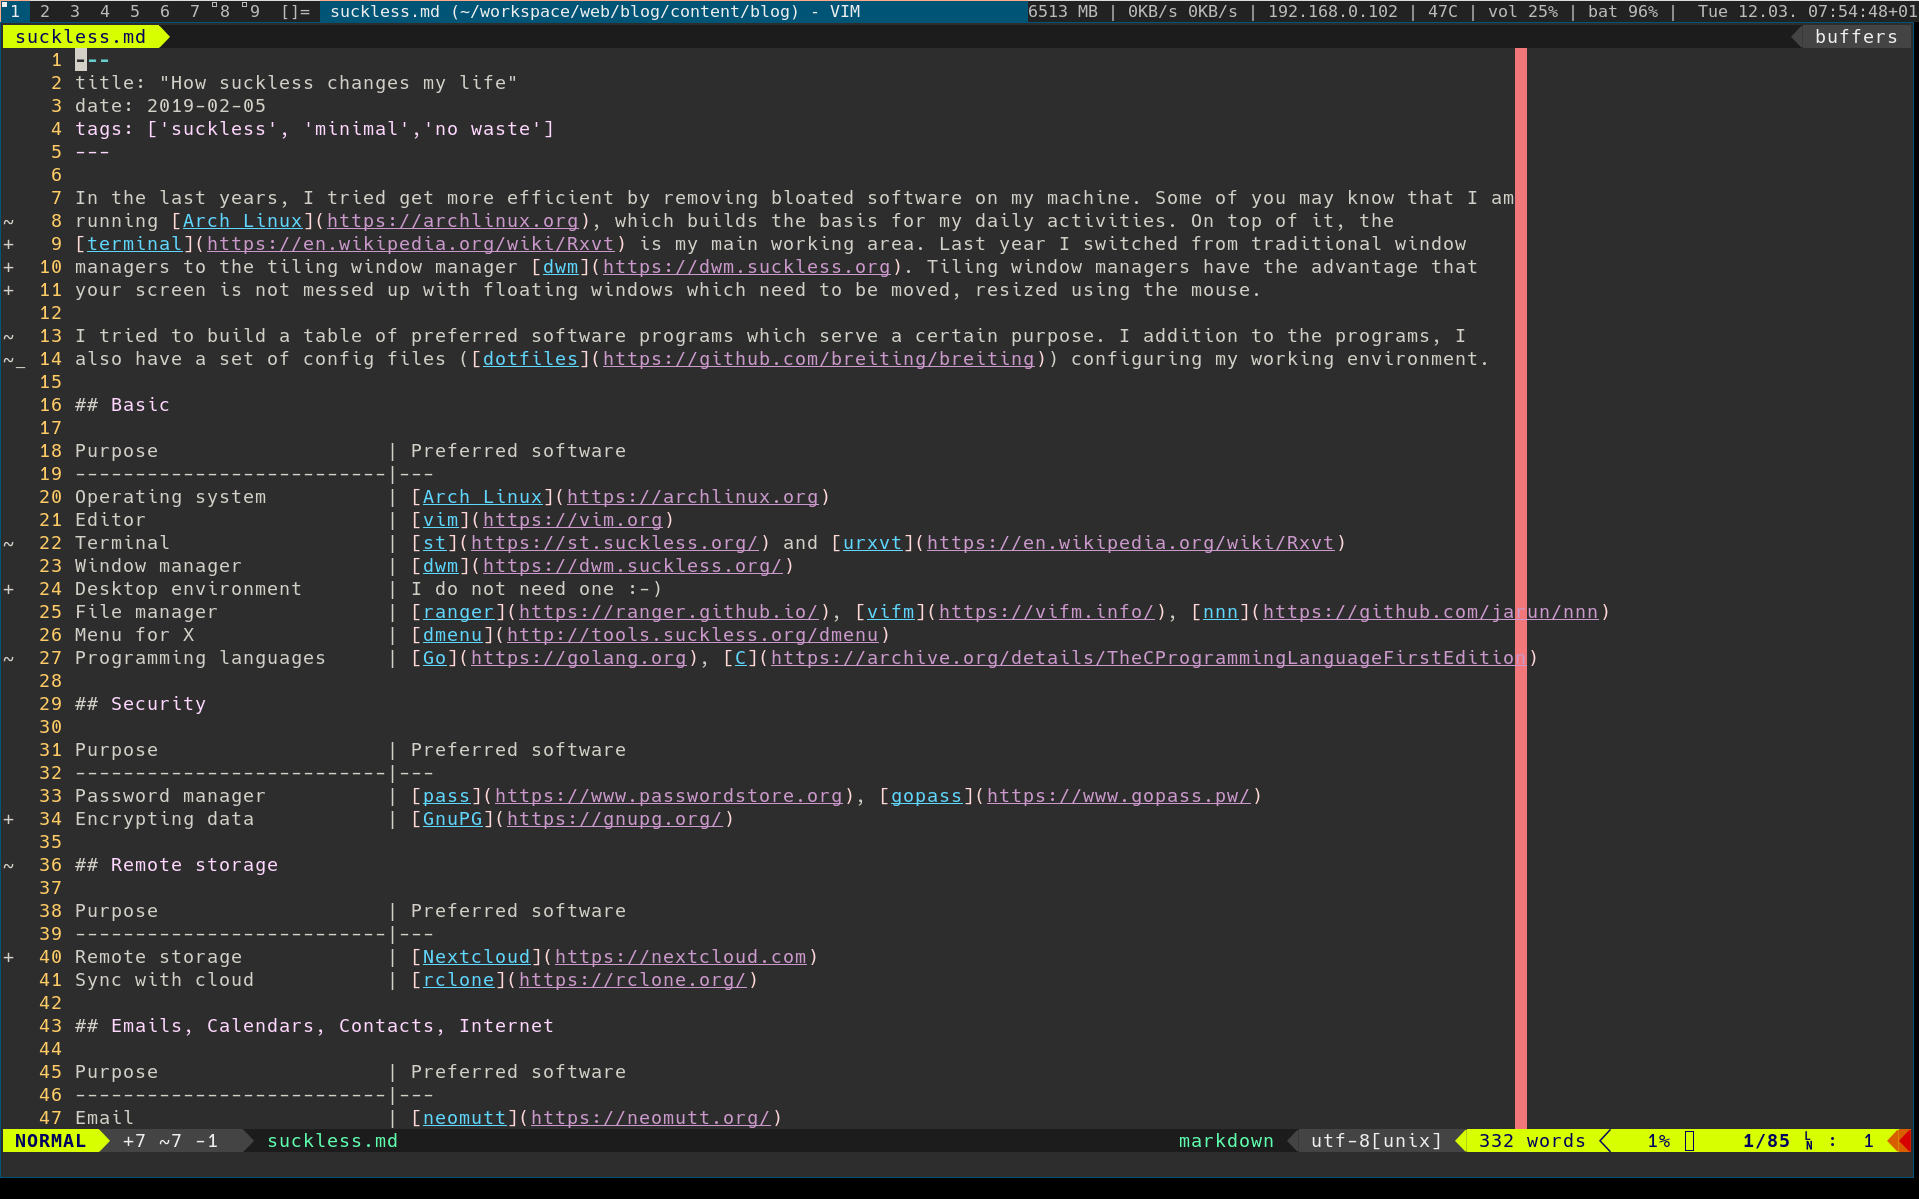 1 2 3 4 5 6 7 8 9 []= suckless.md (~/workspace/web/blog/content/blog) - VIM 6513 MB | 0KB/s 0KB/s | 192.168.0.102 | 47C | vol 25% | bat 96% | Tue 12.03. 07:54:48+01
suckless.md buffers
1 ---
2 title: "How suckless changes my life"
3 date: 2019-02-05
4 tags: ['suckless', 'minimal','no waste']
5 ---
6
7 In the last years, I tried get more efficient by removing bloated software on my machine. Some of you may know that I am
~ 8 running [Arch Linux](https://archlinux.org), which builds the basis for my daily activities. On top of it, the
+ 9 [terminal](https://en.wikipedia.org/wiki/Rxvt) is my main working area. Last year I switched from traditional window
+ 10 managers to the tiling window manager [dwm](https://dwm.suckless.org). Tiling window managers have the advantage that
+ 11 your screen is not messed up with floating windows which need to be moved, resized using the mouse.
12
~ 13 I tried to build a table of preferred software programs which serve a certain purpose. I addition to the programs, I
~_ 14 also have a set of config files ([dotfiles](https://github.com/breiting/breiting)) configuring my working environment.
15
16 ## Basic
17
18 Purpose                   | Preferred software
19 --------------------------|---
20 Operating system          | [Arch Linux](https://archlinux.org)
21 Editor                    | [vim](https://vim.org)
~ 22 Terminal                  | [st](https://st.suckless.org/) and [urxvt](https://en.wikipedia.org/wiki/Rxvt)
23 Window manager            | [dwm](https://dwm.suckless.org/)
+ 24 Desktop environment       | I do not need one :-)
25 File manager              | [ranger](https://ranger.github.io/), [vifm](https://vifm.info/), [nnn](https://github.com/jarun/nnn)
26 Menu for X                | [dmenu](http://tools.suckless.org/dmenu)
~ 27 Programming languages     | [Go](https://golang.org), [C](https://archive.org/details/TheCProgrammingLanguageFirstEdition)
28
29 ## Security
30
31 Purpose                   | Preferred software
32 --------------------------|---
33 Password manager          | [pass](https://www.passwordstore.org), [gopass](https://www.gopass.pw/)
+ 34 Encrypting data           | [GnuPG](https://gnupg.org/)
35
~ 36 ## Remote storage
37
38 Purpose                   | Preferred software
39 --------------------------|---
+ 40 Remote storage            | [Nextcloud](https://nextcloud.com)
41 Sync with cloud           | [rclone](https://rclone.org/)
42
43 ## Emails, Calendars, Contacts, Internet
44
45 Purpose                   | Preferred software
46 --------------------------|---
47 Email                     | [neomutt](https://neomutt.org/)
NORMAL +7 ~7 -1 suckless.md markdown utf-8[unix] 332 words 1% 1/85 LN : 1